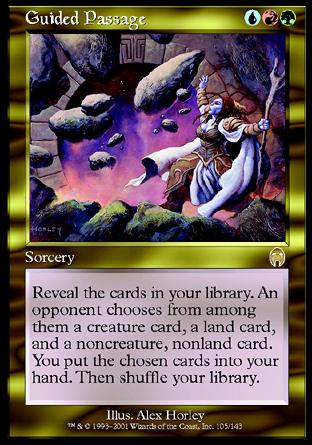 Guided Passage
HORLEY
Sorcery
Reveal the cards in your library. An
opponent chooses from among
them a creature card, a land card,
and a noncreature, nonland card.
You put the chosen cards into your
hand. Then shuffle your library.
Illus. Alex Horley
™ & © 1993–2001 Wizards of the Coast, Inc. 105/143